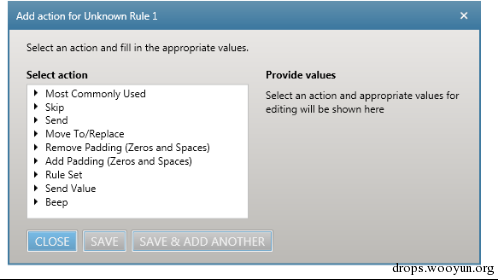 Add action for Unknown Rule 1
Select an action and fill in the appropriate values.
Select action
Most Commonly Used
Skip
Send
Move To/Replace
Remove Padding (Zeros and Spaces)
Add Padding (Zeros and Spaces)
Rule Set
Send Value
Beep
Provide values
Select an action and appropriate values for
editing will be shown here
CLOSE
SAVE
SAVE & ADD ANOTHER
drops.wooyun.org